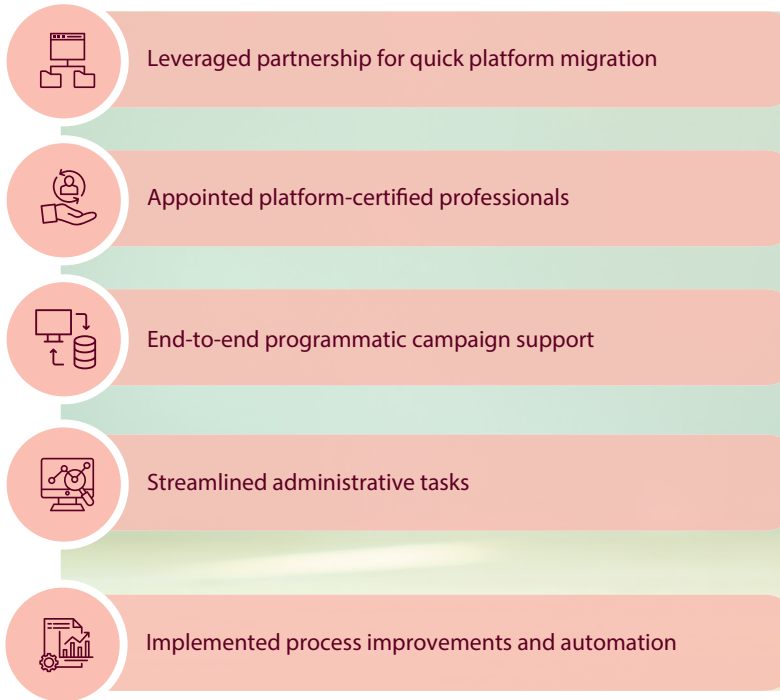 Leveraged partnership for quick platform migration
Appointed platform-certified professionals
End-to-end programmatic campaign support
Streamlined administrative tasks
Implemented process improvements and automation